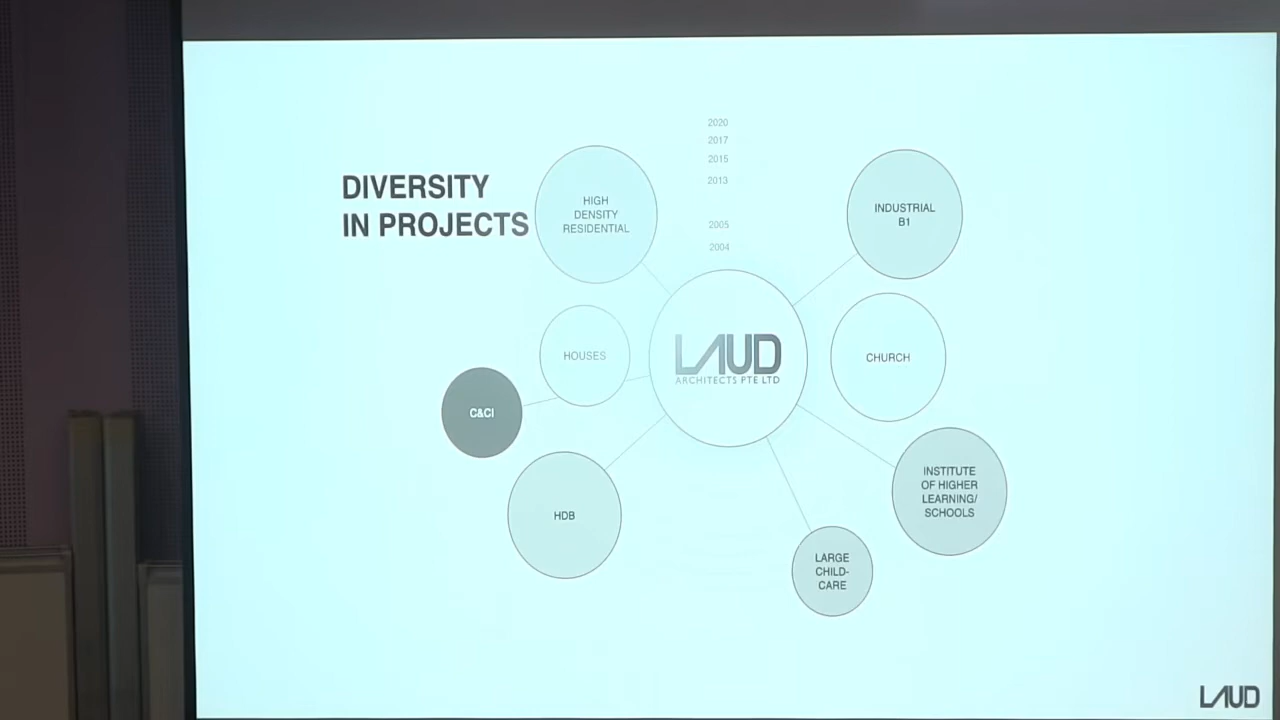 DIVERSITY
IN PROJECTS
2020
2017
2015
2013
2005
2004
HIGH
DENSITY
RESIDENTIAL
INDUSTRIAL
B1
HOUSES
LAUD
ARCHITECTS PTE LTD
CHURCH
C&CI
HDB
INSTITUTE
OF HIGHER
LEARNING/
SCHOOLS
LARGE
CHILD-
CARE
LAUD